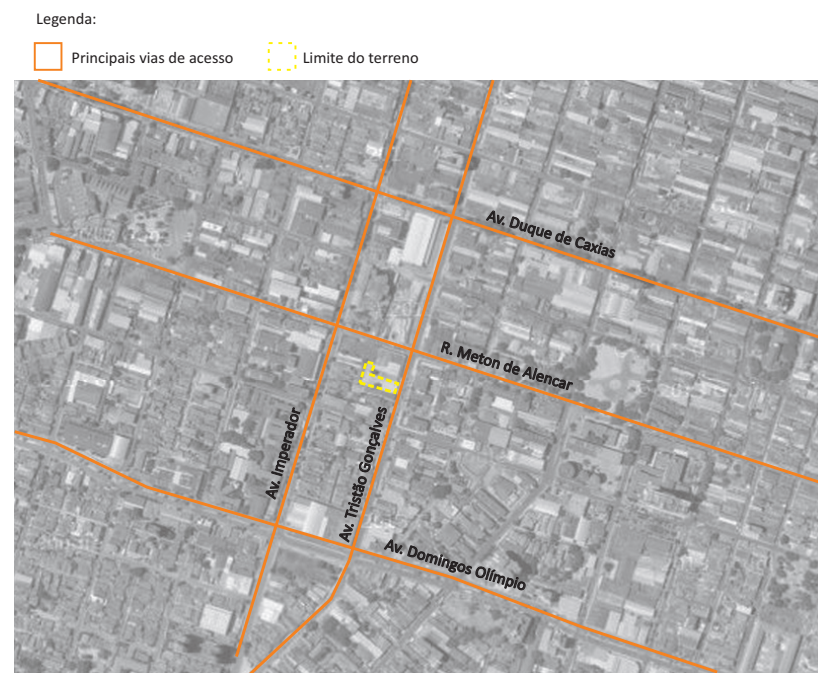 Legenda:
Principais vias de acesso
Limite do terreno
Av. Duque de Caxias
R. Meton de Alencar
Av. Imperador
Av. Tristão Gonçalves
Av. Domingos Olímpio